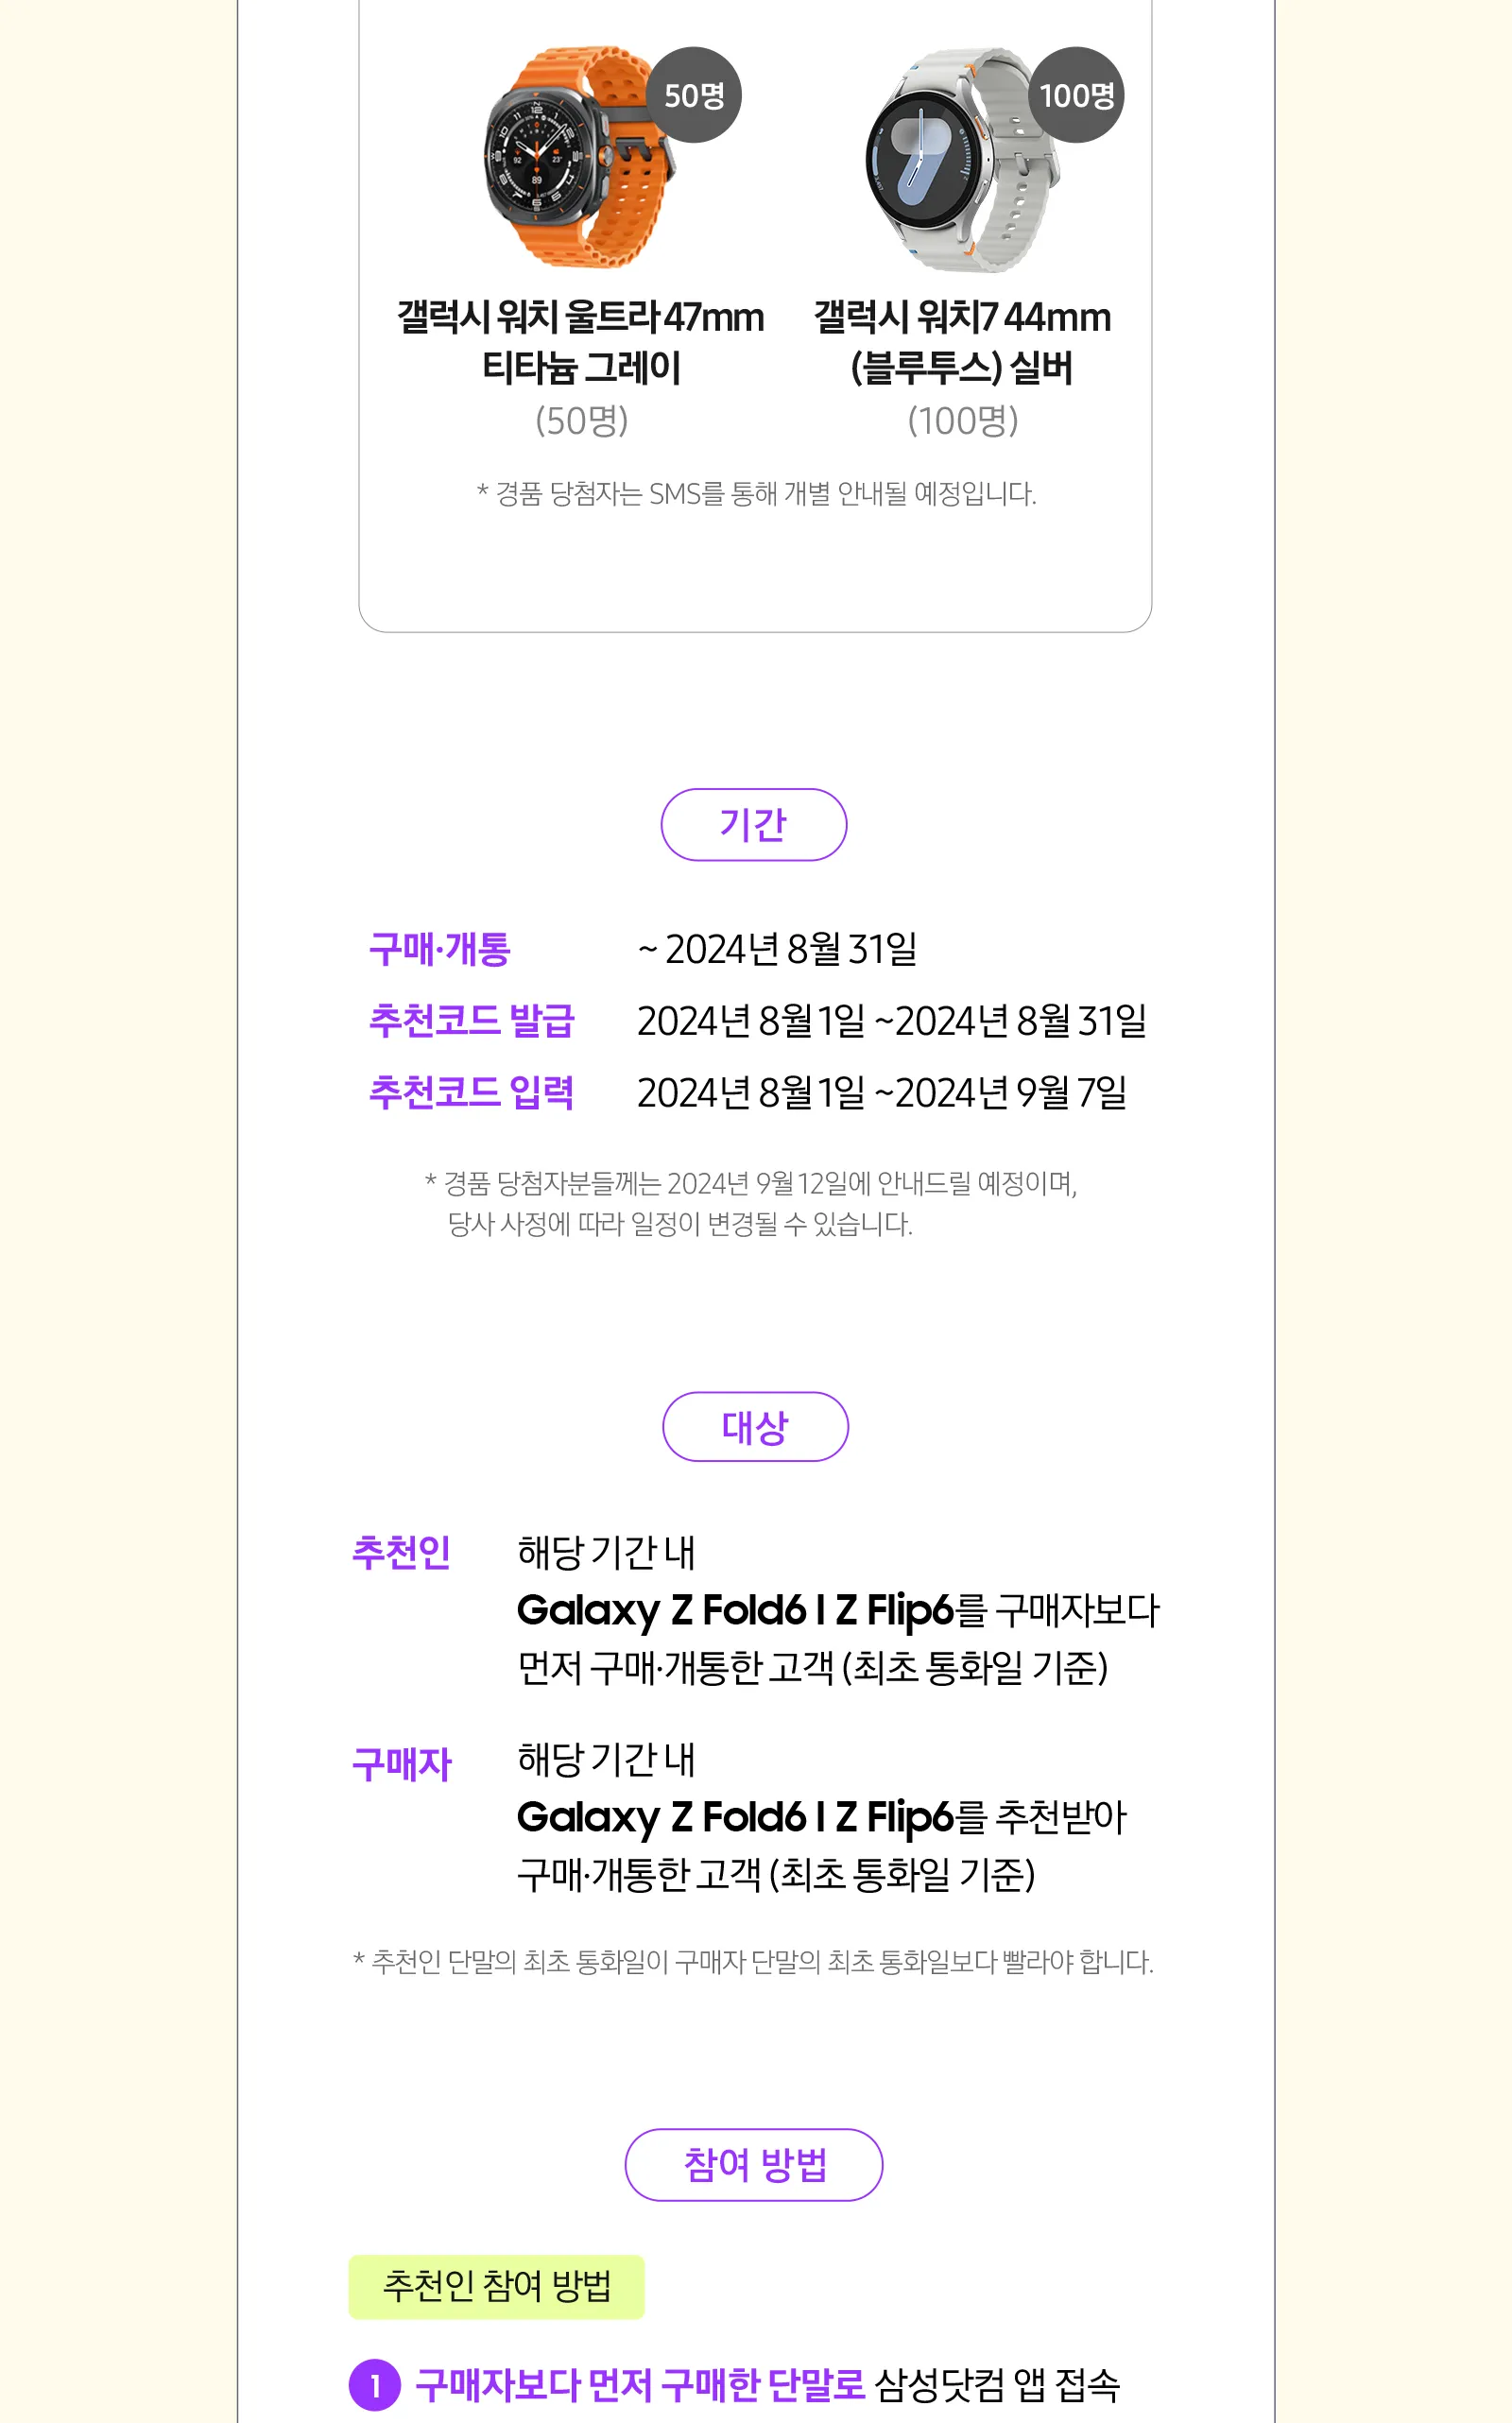 50명
100명
갤럭시 워치 울트라 47mm
티타늄 그레이
(50명)
갤럭시 워치7 44mm
(블루투스) 실버
(100명)
* 경품 당첨자는 SMS를 통해 개별 안내될 예정입니다.
기간
구매·개통 ~ 2024년 8월 31일
추천코드 발급 2024년 8월 1일 ~2024년 8월 31일
추천코드 입력 2024년 8월 1일 ~2024년 9월 7일
* 경품 당첨자분들께는 2024년 9월 12일에 안내드릴 예정이며,
당사 사정에 따라 일정이 변경될 수 있습니다.
대상
추천인 해당 기간 내
Galaxy Z Fold6 l Z Flip6를 구매자보다
먼저 구매·개통한 고객 (최초 통화일 기준)
구매자 해당 기간 내
Galaxy Z Fold6 l Z Flip6를 추천받아
구매·개통한 고객 (최초 통화일 기준)
* 추천인 단말의 최초 통화일이 구매자 단말의 최초 통화일보다 빨라야 합니다.
참여 방법
추천인 참여 방법
1 구매자보다 먼저 구매한 단말로 삼성닷컴 앱 접속